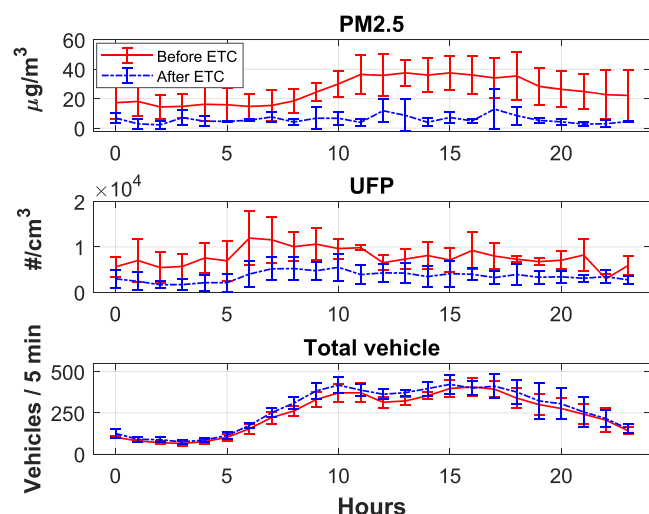 PM2.5
Before ETC
After ETC
μg/m³
60
40
20
0
0
5
10
15
20
×10⁴
UFP
#/cm³
2
1
0
0
5
10
15
20
Total vehicle
Vehicles / 5 min
500
250
0
0
5
10
15
20
Hours